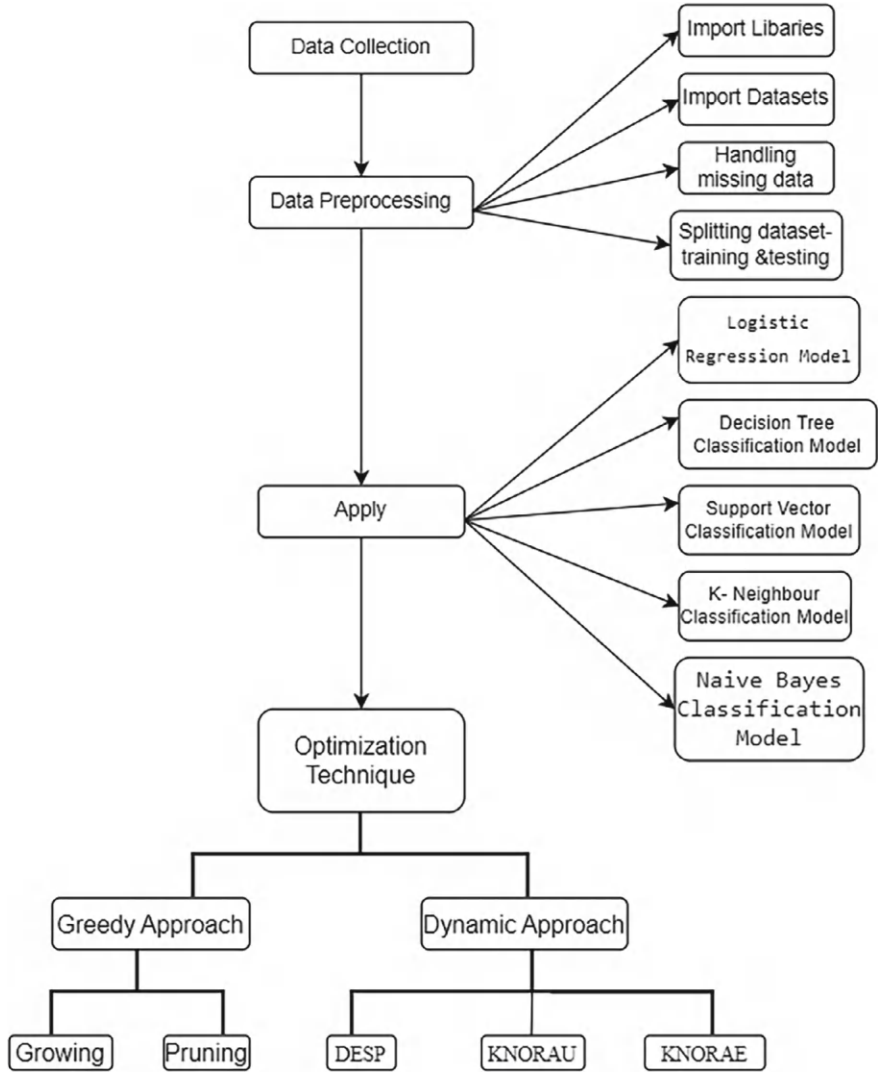 Data Collection
Import Libaries
Import Datasets
Handling
missing data
Data Preprocessing
Splitting dataset-
training &testing
Logistic
Regression Model
Decision Tree
Classification Model
Apply
Support Vector
Classification Model
K- Neighbour
Classification Model
Naive Bayes
Classification
Model
Optimization
Technique
Greedy Approach
Dynamic Approach
Growing
Pruning
DESP
KNORAU
KNORAE